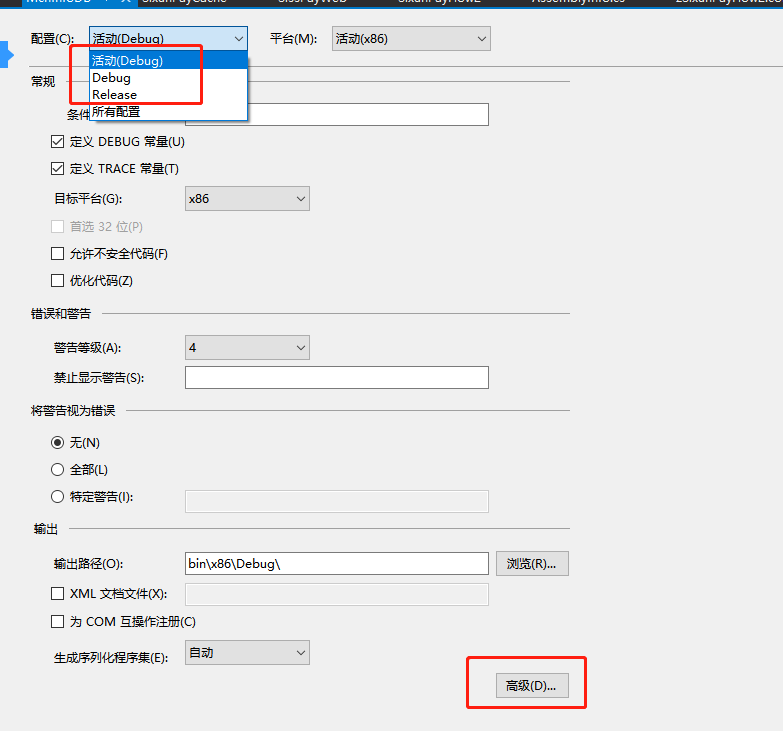 配置(C): 活动(Debug) 平台(M): 活动(x86)
活动(Debug)
Debug
Release
所有配置
常规
条件
定义 DEBUG 常量(U)
定义 TRACE 常量(T)
目标平台(G): x86
首选 32 位(P)
允许不安全代码(F)
优化代码(Z)
错误和警告
警告等级(A): 4
禁止显示警告(S):
将警告视为错误
无(N)
全部(L)
特定警告(I):
输出
输出路径(O): bin\x86\Debug\ 浏览(R)...
XML 文档文件(X):
为 COM 互操作注册(C)
生成序列化程序集(E): 自动
高级(D)...